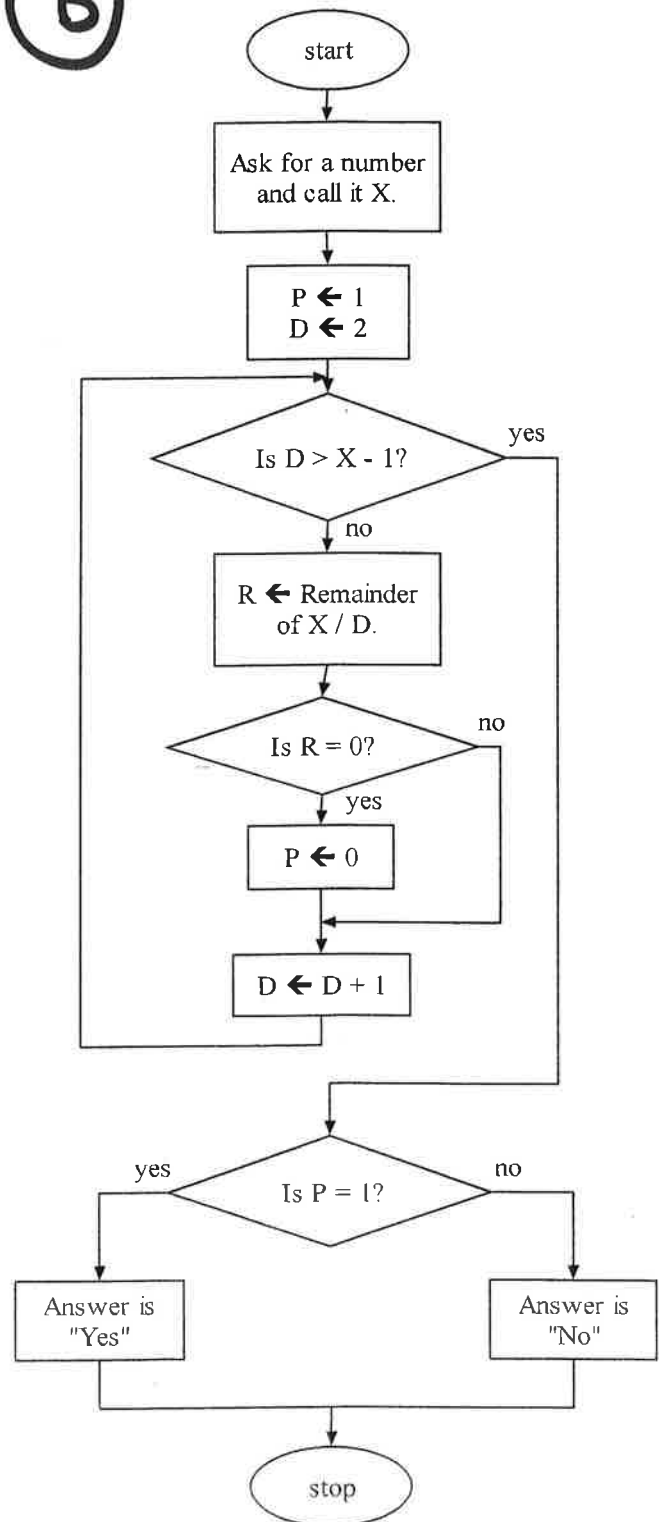 start
Ask for a number
and call it X.
P ← 1
D ← 2
Is D > X - 1?
yes
no
R ← Remainder
of X / D.
Is R = 0?
no
yes
P ← 0
D ← D + 1
yes
Is P = 1?
no
Answer is
"Yes"
Answer is
"No"
stop